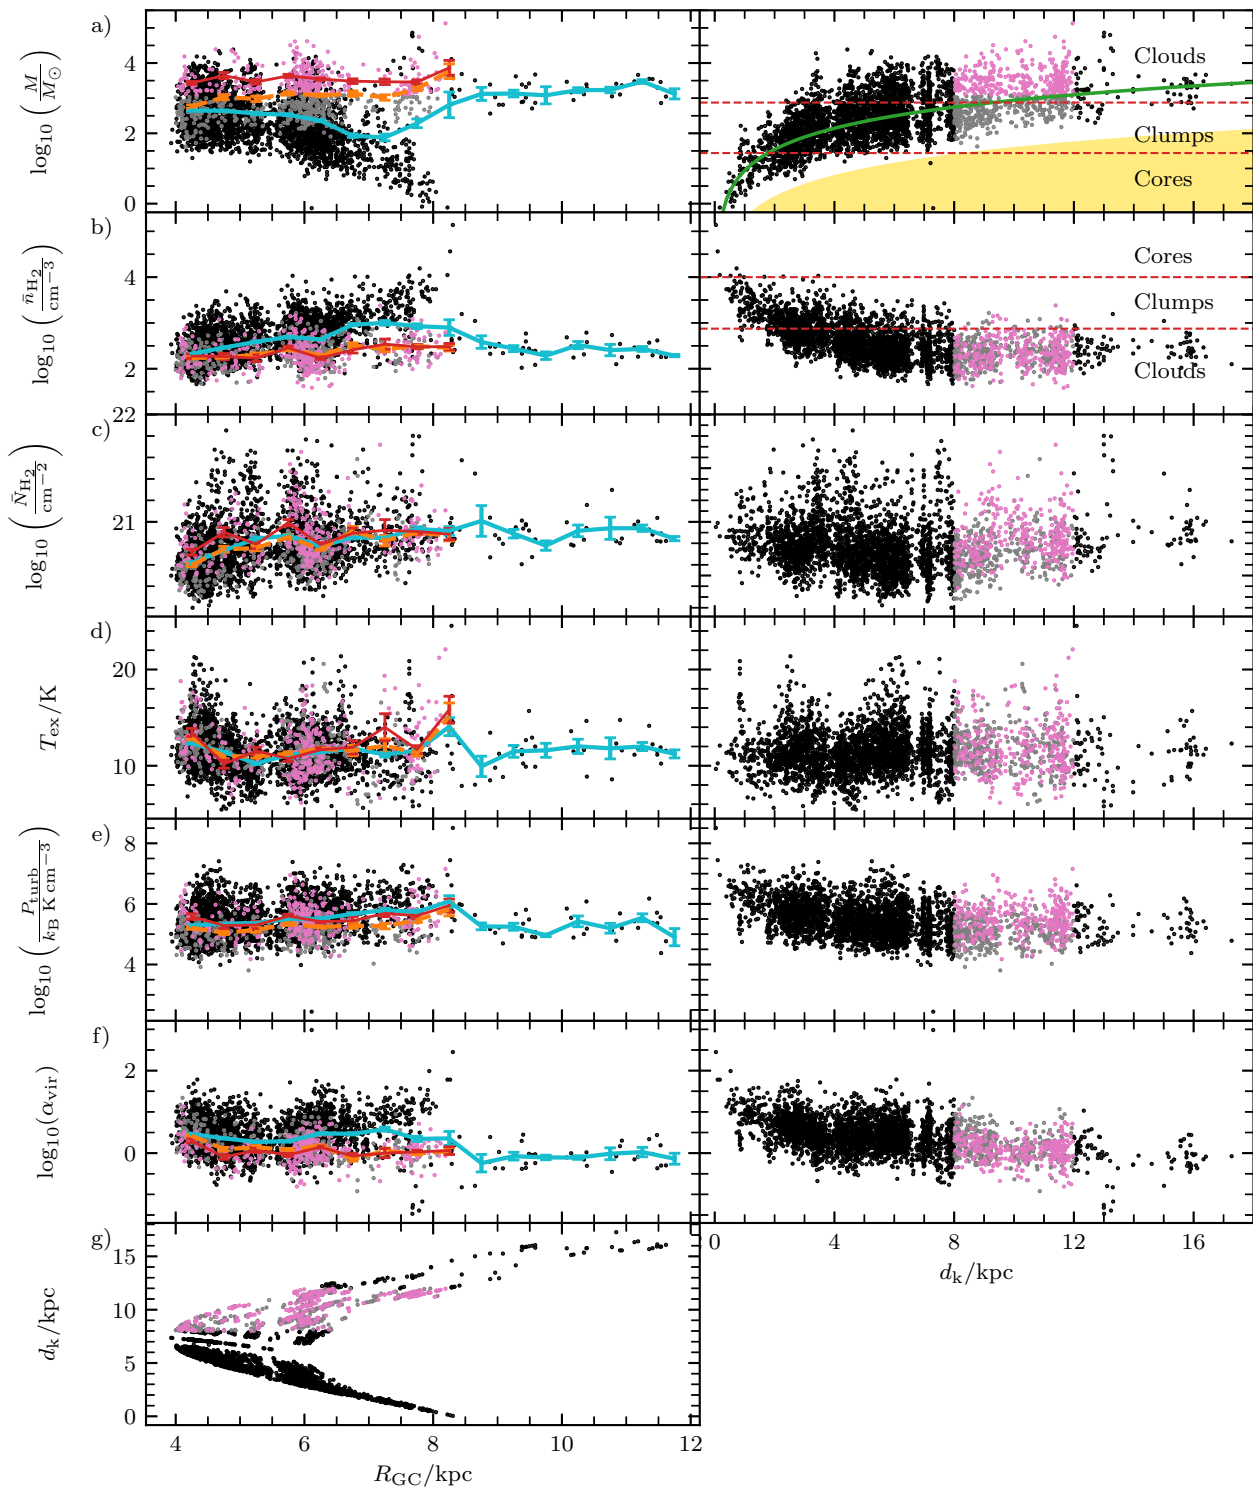 a)
log10 (M/M⊙)
4
2
0
Clouds
Clumps
Cores
b)
log10 (n̄H2/cm−3)
4
2
Cores
Clumps
Clouds
c)
log10 (N̄H2/cm−2)
22
21
d)
Tex/K
20
10
e)
log10 (Pturb/kB K cm−3)
8
6
4
f)
log10(αvir)
2
0
0 4 8 12 16
dk/kpc
g)
dk/kpc
15
10
5
0
4 6 8 10 12
RGC/kpc